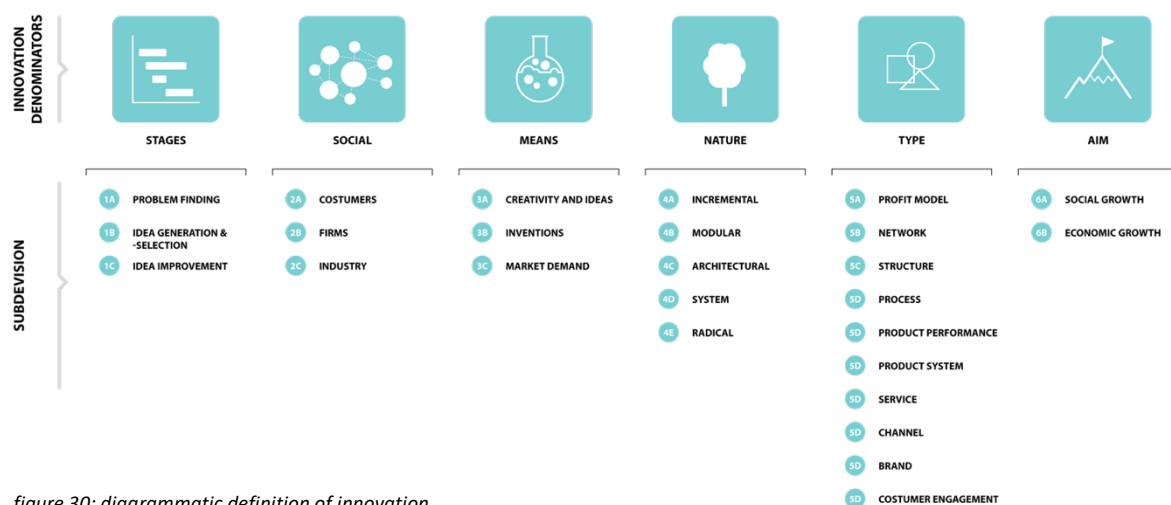 INNOVATION
DENOMINATORS
STAGES
SOCIAL
MEANS
NATURE
TYPE
AIM
SUBDEVISION
1A PROBLEM FINDING
1B IDEA GENERATION &
-SELECTION
1C IDEA IMPROVEMENT
2A COSTUMERS
2B FIRMS
2C INDUSTRY
3A CREATIVITY AND IDEAS
3B INVENTIONS
3C MARKET DEMAND
4A INCREMENTAL
4B MODULAR
4C ARCHITECTURAL
4D SYSTEM
4E RADICAL
5A PROFIT MODEL
5B NETWORK
5C STRUCTURE
5D PROCESS
5D PRODUCT PERFORMANCE
5D PRODUCT SYSTEM
5D SERVICE
5D CHANNEL
5D BRAND
5D COSTUMER ENGAGEMENT
6A SOCIAL GROWTH
6B ECONOMIC GROWTH
figure 30: diagrammatic definition of innovation